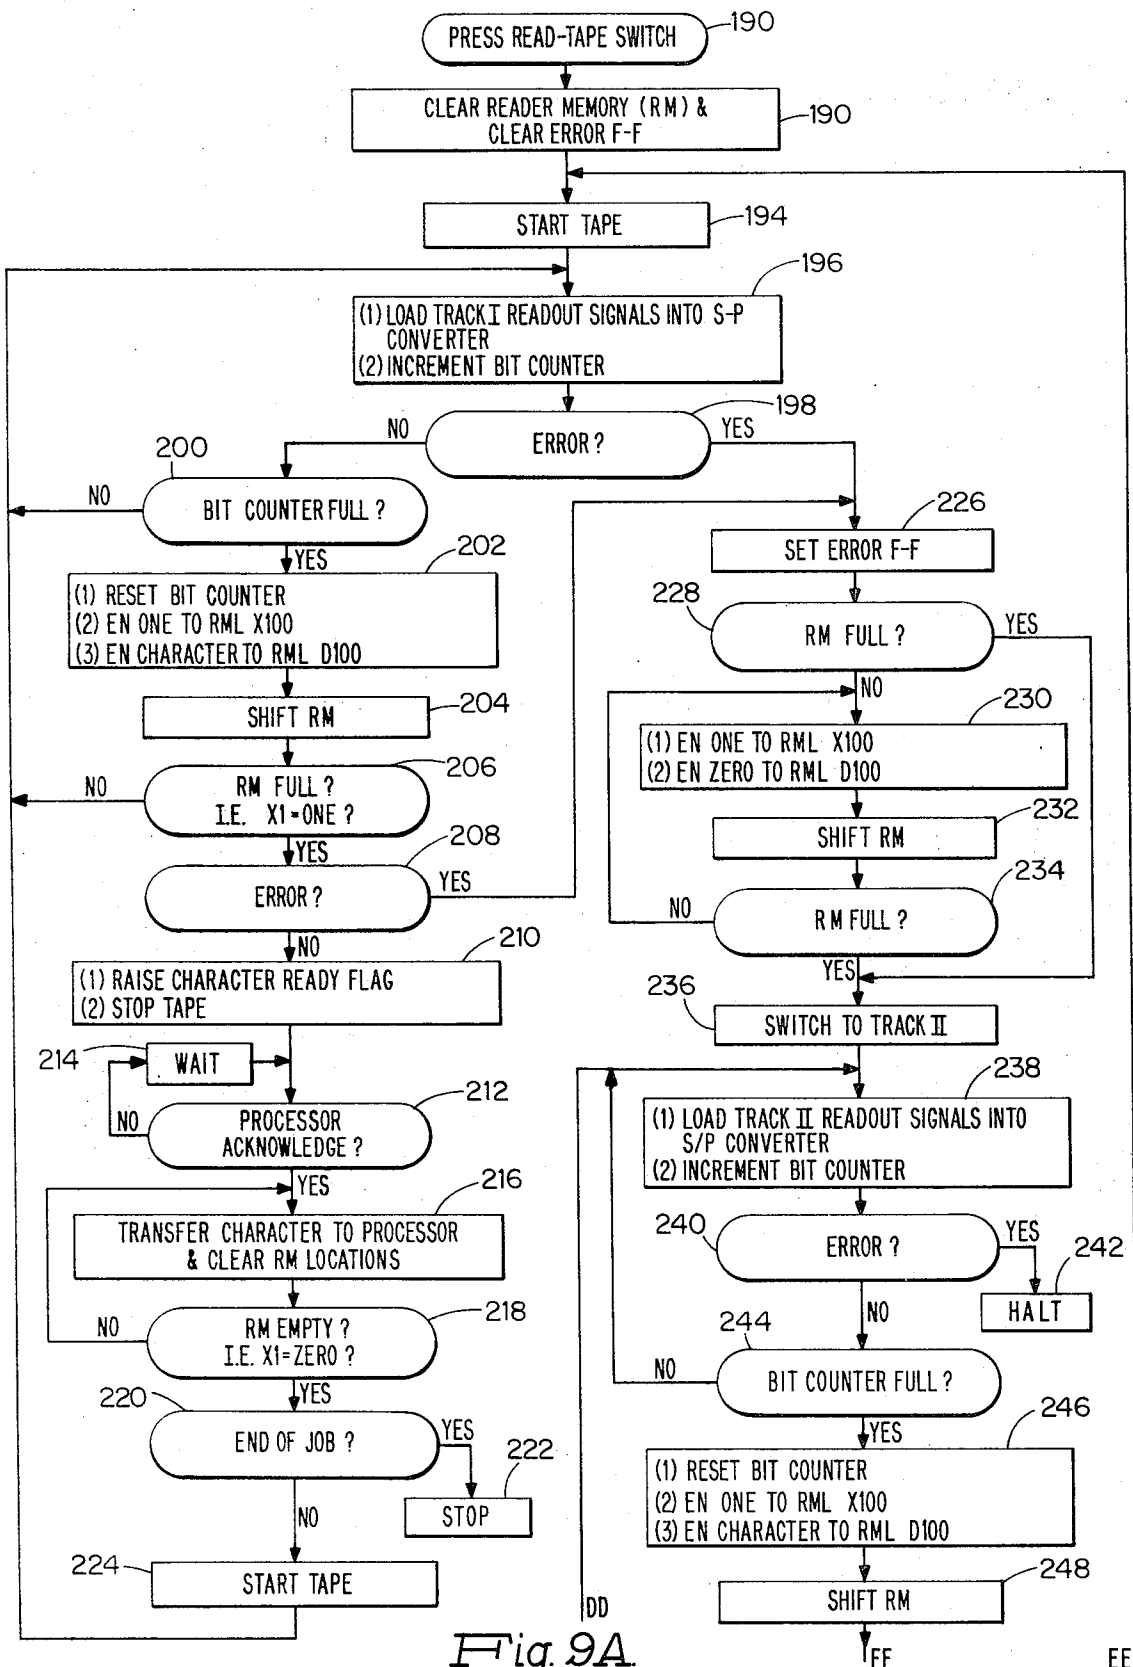 PRESS READ-TAPE SWITCH
190
CLEAR READER MEMORY (RM) &
CLEAR ERROR F-F
190
START TAPE
194
196
(1) LOAD TRACK I READOUT SIGNALS INTO S-P
CONVERTER
(2) INCREMENT BIT COUNTER
198
ERROR?
NO
YES
200
BIT COUNTER FULL?
NO
YES
202
(1) RESET BIT COUNTER
(2) EN ONE TO RML X100
(3) EN CHARACTER TO RML D100
SHIFT RM
204
206
RM FULL?
I.E. X1=ONE?
NO
YES
208
ERROR?
YES
NO
210
(1) RAISE CHARACTER READY FLAG
(2) STOP TAPE
214
WAIT
212
NO
PROCESSOR
ACKNOWLEDGE?
YES
216
TRANSFER CHARACTER TO PROCESSOR
& CLEAR RM LOCATIONS
218
NO
RM EMPTY?
I.E. X1=ZERO?
YES
220
END OF JOB?
YES
222
STOP
NO
224
START TAPE
226
SET ERROR F-F
228
RM FULL?
YES
NO
230
(1) EN ONE TO RML X100
(2) EN ZERO TO RML D100
232
SHIFT RM
234
NO
RM FULL?
YES
236
SWITCH TO TRACK II
238
(1) LOAD TRACK II READOUT SIGNALS INTO
S/P CONVERTER
(2) INCREMENT BIT COUNTER
240
ERROR?
YES
242
HALT
NO
244
NO
BIT COUNTER FULL?
YES
246
(1) RESET BIT COUNTER
(2) EN ONE TO RML X100
(3) EN CHARACTER TO RML D100
248
SHIFT RM
DD
FF
EE
Fig. 9A.